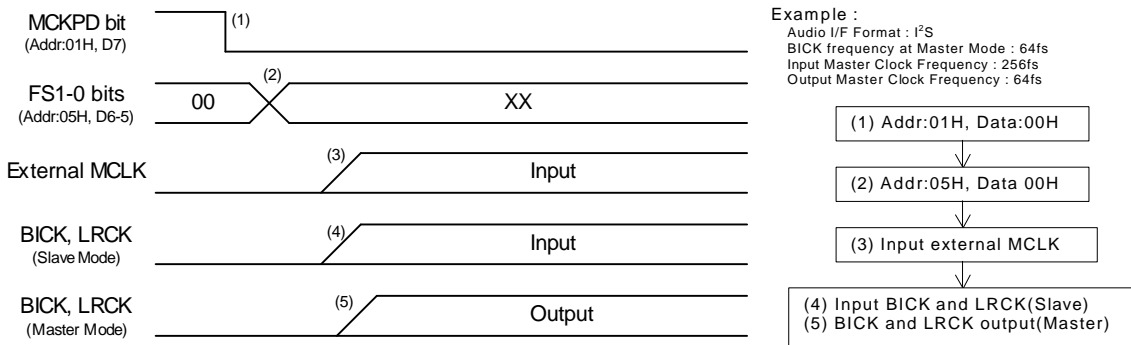 MCKPD bit
(Addr:01H, D7)
(1)
FS1-0 bits
(Addr:05H, D6-5)
00
(2)
XX
External MCLK
(3)
Input
BICK, LRCK
(Slave Mode)
(4)
Input
BICK, LRCK
(Master Mode)
(5)
Output
Example :
Audio I/F Format : I²S
BICK frequency at Master Mode : 64fs
Input Master Clock Frequency : 256fs
Output Master Clock Frequency : 64fs
(1) Addr:01H, Data:00H
(2) Addr:05H, Data 00H
(3) Input external MCLK
(4) Input BICK and LRCK(Slave)
(5) BICK and LRCK output(Master)